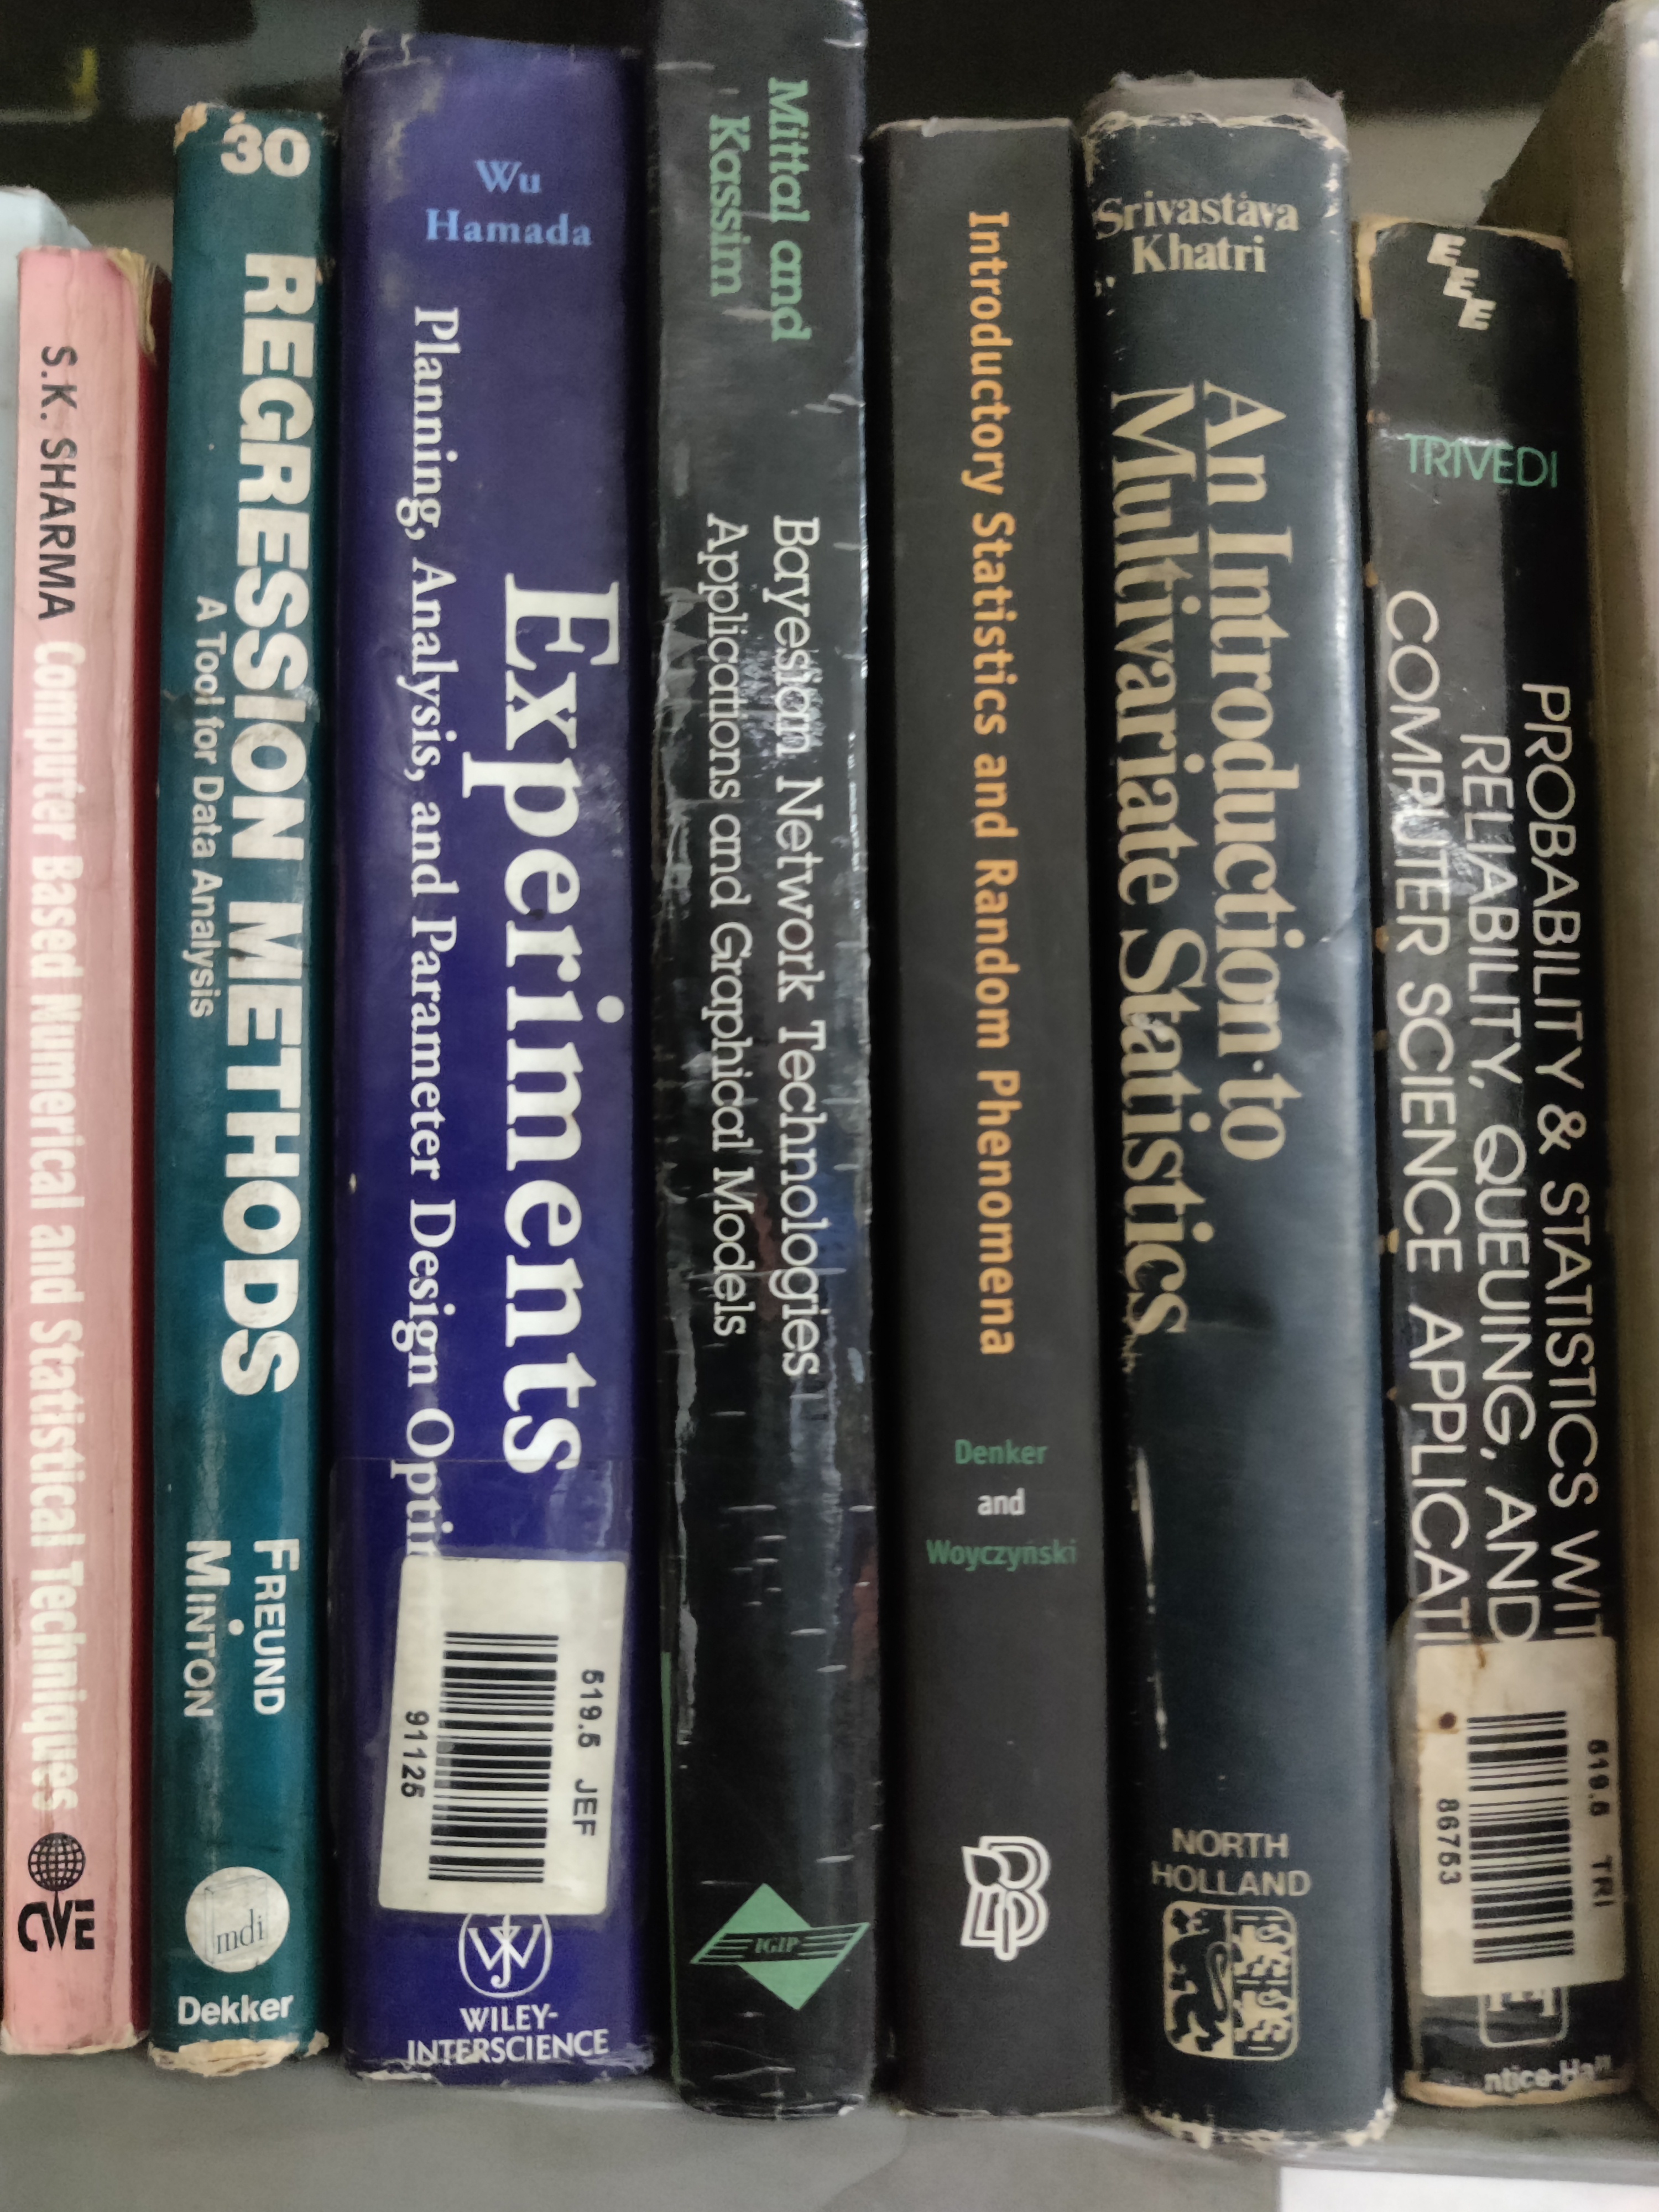 S.K. SHARMA Computer Based Numerical and Statistical Techniques
CWE
30
REGRESSION METHODS
A Tool for Data Analysis
FREUND
MINTON
mdi
Dekker
Wu
Hamada
Experiments
Planning, Analysis, and Parameter Design Optim
519.5 JEF
91125
WILEY-
INTERSCIENCE
Mittal and
Kassim
Bayesian Network Technologies
Applications and Graphical Models
IGIP
Introductory Statistics and Random Phenomena
Denker
and
Woyczyński
Srivastava
Khatri
An Introduction to
Multivariate Statistics
NORTH
HOLLAND
EEE
TRIVEDI
PROBABILITY & STATISTICS WIT
RELIABILITY, QUEUING, AND
COMPUTER SCIENCE APPLICATI
519.5 TRI
86753
ntice-Hall